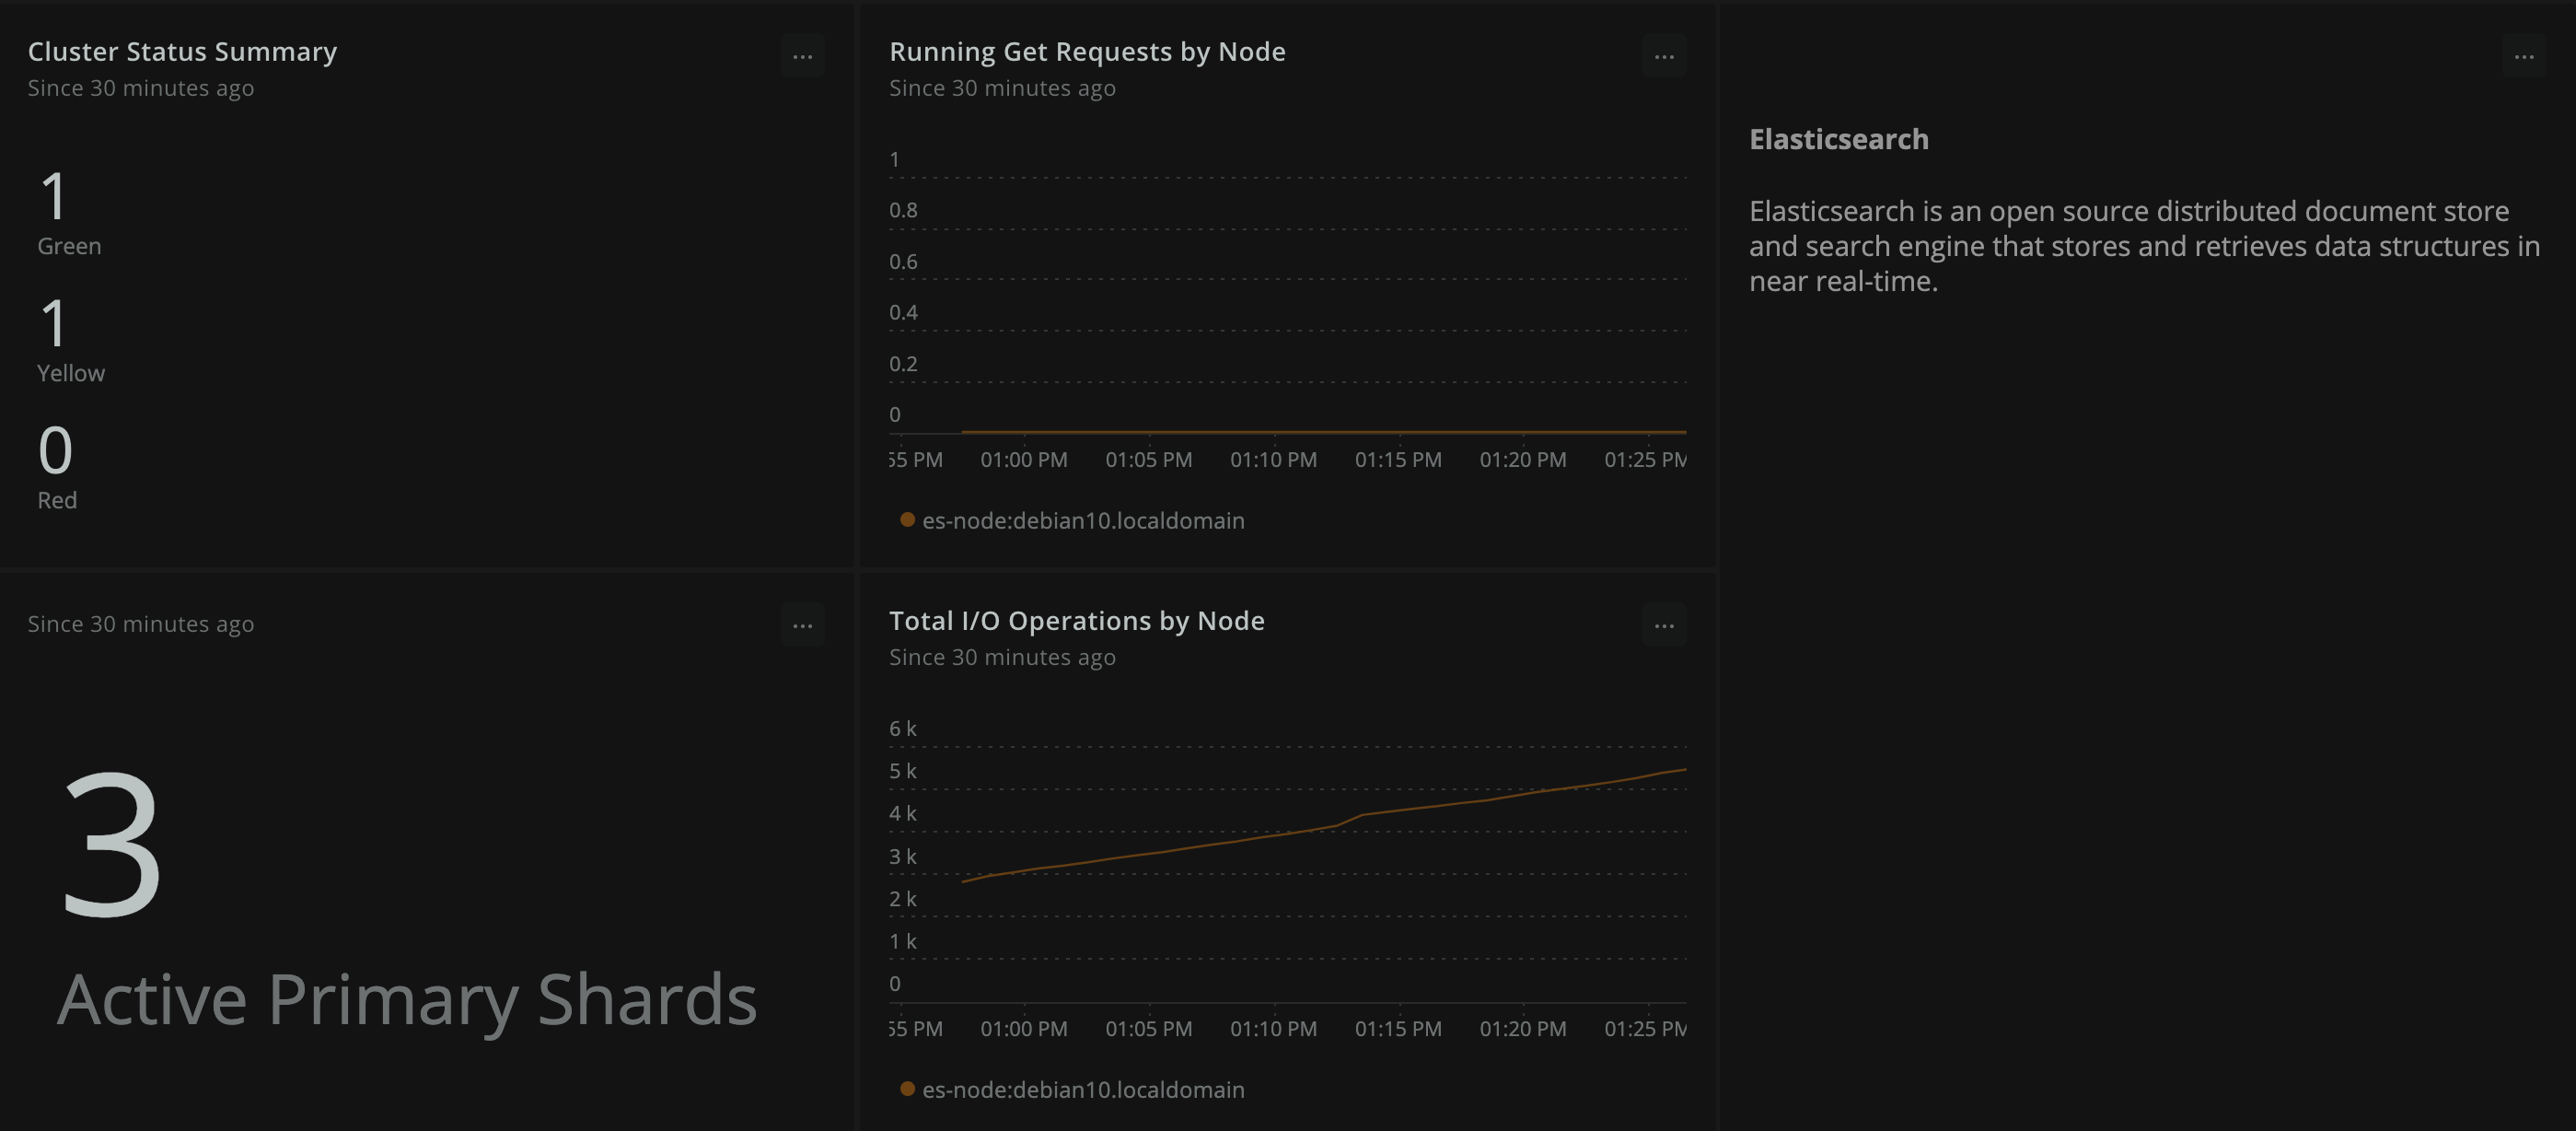 Cluster Status Summary
Since 30 minutes ago
...
1
Green
1
Yellow
0
Red
Running Get Requests by Node
Since 30 minutes ago
...
1
0.8
0.6
0.4
0.2
0
55 PM 01:00 PM 01:05 PM 01:10 PM 01:15 PM 01:20 PM 01:25 PM
es-node:debian10.localdomain
...
Elasticsearch
Elasticsearch is an open source distributed document store
and search engine that stores and retrieves data structures in
near real-time.
Since 30 minutes ago
...
3
Active Primary Shards
Total I/O Operations by Node
Since 30 minutes ago
...
6 k
5 k
4 k
3 k
2 k
1 k
0
55 PM 01:00 PM 01:05 PM 01:10 PM 01:15 PM 01:20 PM 01:25 PM
es-node:debian10.localdomain